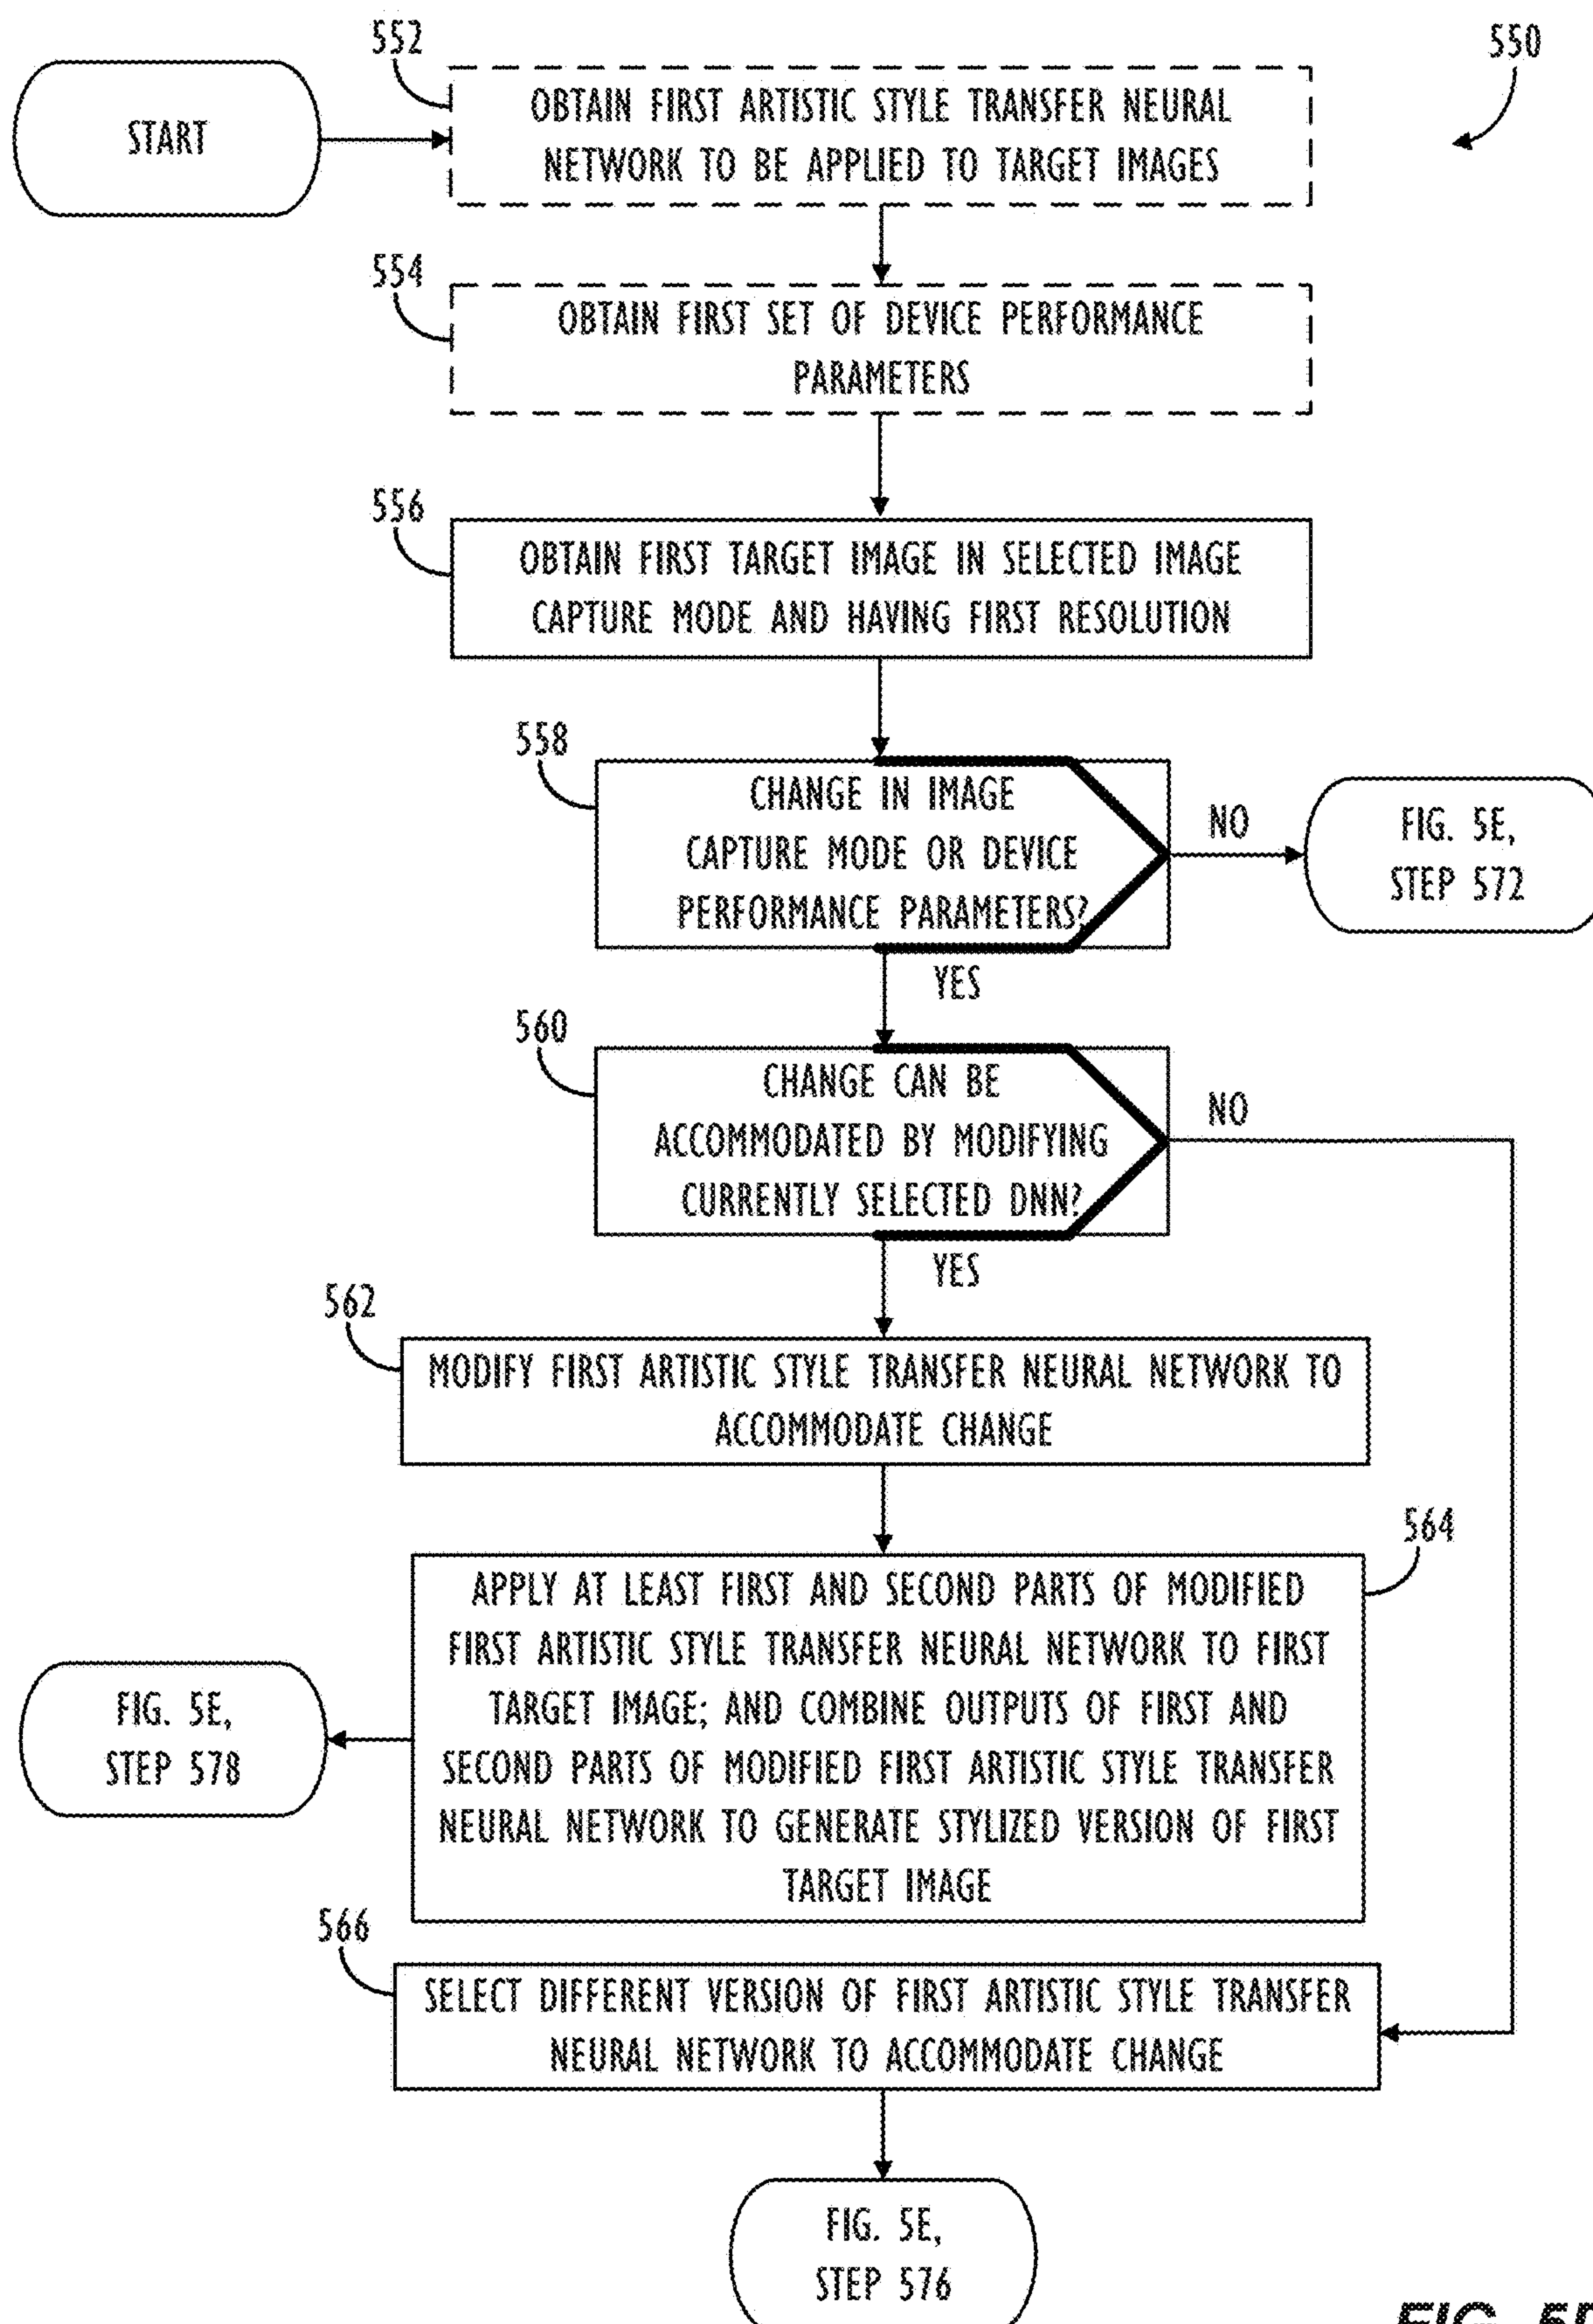 552
550
START
OBTAIN FIRST ARTISTIC STYLE TRANSFER NEURAL
NETWORK TO BE APPLIED TO TARGET IMAGES
554
OBTAIN FIRST SET OF DEVICE PERFORMANCE
PARAMETERS
556
OBTAIN FIRST TARGET IMAGE IN SELECTED IMAGE
CAPTURE MODE AND HAVING FIRST RESOLUTION
558
CHANGE IN IMAGE
CAPTURE MODE OR DEVICE
PERFORMANCE PARAMETERS?
NO
FIG. 5E,
STEP 572
YES
560
CHANGE CAN BE
ACCOMMODATED BY MODIFYING
CURRENTLY SELECTED DNN?
NO
YES
562
MODIFY FIRST ARTISTIC STYLE TRANSFER NEURAL NETWORK TO
ACCOMMODATE CHANGE
564
APPLY AT LEAST FIRST AND SECOND PARTS OF MODIFIED
FIRST ARTISTIC STYLE TRANSFER NEURAL NETWORK TO FIRST
TARGET IMAGE; AND COMBINE OUTPUTS OF FIRST AND
SECOND PARTS OF MODIFIED FIRST ARTISTIC STYLE TRANSFER
NEURAL NETWORK TO GENERATE STYLIZED VERSION OF FIRST
TARGET IMAGE
FIG. 5E,
STEP 578
566
SELECT DIFFERENT VERSION OF FIRST ARTISTIC STYLE TRANSFER
NEURAL NETWORK TO ACCOMMODATE CHANGE
FIG. 5E,
STEP 576
FIG.